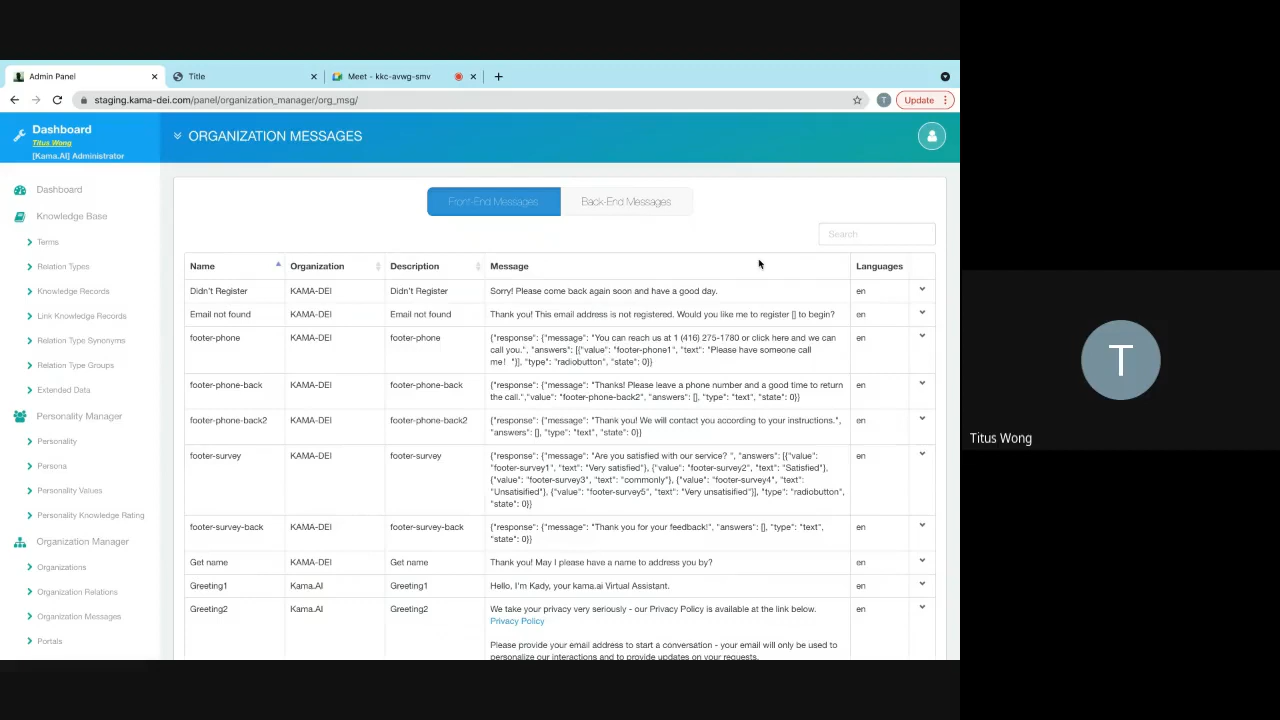 Admin Panel
Title
Meet - kkc-avwg-smv
staging.kama-dei.com/panel/organization_manager/org_msg/
T
Update
Dashboard
Titus Wong
[Kama.AI] Administrator
ORGANIZATION MESSAGES
Dashboard
Knowledge Base
Terms
Relation Types
Knowledge Records
Link Knowledge Records
Relation Type Synonyms
Relation Type Groups
Extended Data
Personality Manager
Personality
Persona
Personality Values
Personality Knowledge Rating
Organization Manager
Organizations
Organization Relations
Organization Messages
Portals
Front-End Messages
Back-End Messages
Search
Name Organization Description Message Languages
Didn't Register KAMA-DEI Didn't Register Sorry! Please come back again soon and have a good day. en
Email not found KAMA-DEI Email not found Thank you! This email address is not registered. Would you like me to register [] to begin? en
footer-phone KAMA-DEI footer-phone {"response": {"message": "You can reach us at 1 (416) 275-1780 or click here and we can en
call you.", "answers": [{"value": "footer-phone1", "text": "Please have someone call
me! "}], "type": "radiobutton", "state": 0}}
footer-phone-back KAMA-DEI footer-phone-back {"response": {"message": "Thanks! Please leave a phone number and a good time to return en
the call.","value": "footer-phone-back2", "answers": [], "type": "text", "state": 0}}
footer-phone-back2 KAMA-DEI footer-phone-back2 {"response": {"message": "Thank you! We will contact you according to your instructions.", en
"answers": [], "type": "text", "state": 0}}
footer-survey KAMA-DEI footer-survey {"response": {"message": "Are you satisfied with our service? ", "answers": [{"value": en
"footer-survey1", "text": "Very satisfied"}, {"value": "footer-survey2", "text": "Satisfied"},
{"value": "footer-survey3", "text": "commonly"}, {"value": "footer-survey4", "text":
"Unsatisified"}, {"value": "footer-survey5", "text": "Very unsatisified"}], "type": "radiobutton",
"state": 0}}
footer-survey-back KAMA-DEI footer-survey-back {"response": {"message": "Thank you for your feedback!", "answers": [], "type": "text", en
"state": 0}}
Get name KAMA-DEI Get name Thank you! May I please have a name to address you by? en
Greeting1 Kama.AI Greeting1 Hello, I'm Kady, your kama.ai Virtual Assistant. en
Greeting2 Kama.AI Greeting2 We take your privacy very seriously - our Privacy Policy is available at the link below. en
Privacy Policy
Please provide your email address to start a conversation - your email will only be used to
personalize our interactions and to provide updates on your requests.
T
Titus Wong